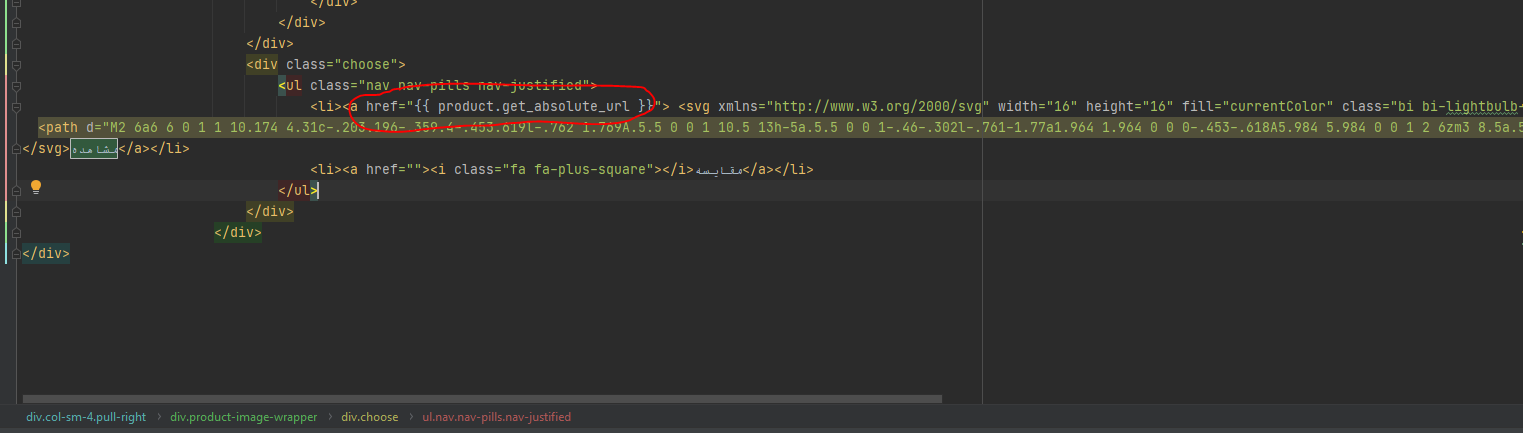 </div>
</div>
</div>
<div class="choose">
<ul class="nav nav-pills nav-justified">
<li><a href="{{ product.get_absolute_url }}"> <svg xmlns="http://www.w3.org/2000/svg" width="16" height="16" fill="currentColor" class="bi bi-lightbulb-
<path d="M2 6a6 6 0 1 1 10.174 4.31c-.203.196-.359.4-.453.619l-.762 1.769A.5.5 0 0 1 10.5 13h-5a.5.5 0 0 1-.46-.302l-.761-1.77a1.964 1.964 0 0 0-.453-.618A5.984 5.984 0 0 1 2 6zm3 8.5a.5
</svg>مشاهده</a></li>
<li><a href=""><i class="fa fa-plus-square"></i>مقایسه</a></li>
</ul>
</div>
</div>
</div>
div.col-sm-4.pull-right › div.product-image-wrapper › div.choose › ul.nav.nav-pills.nav-justified